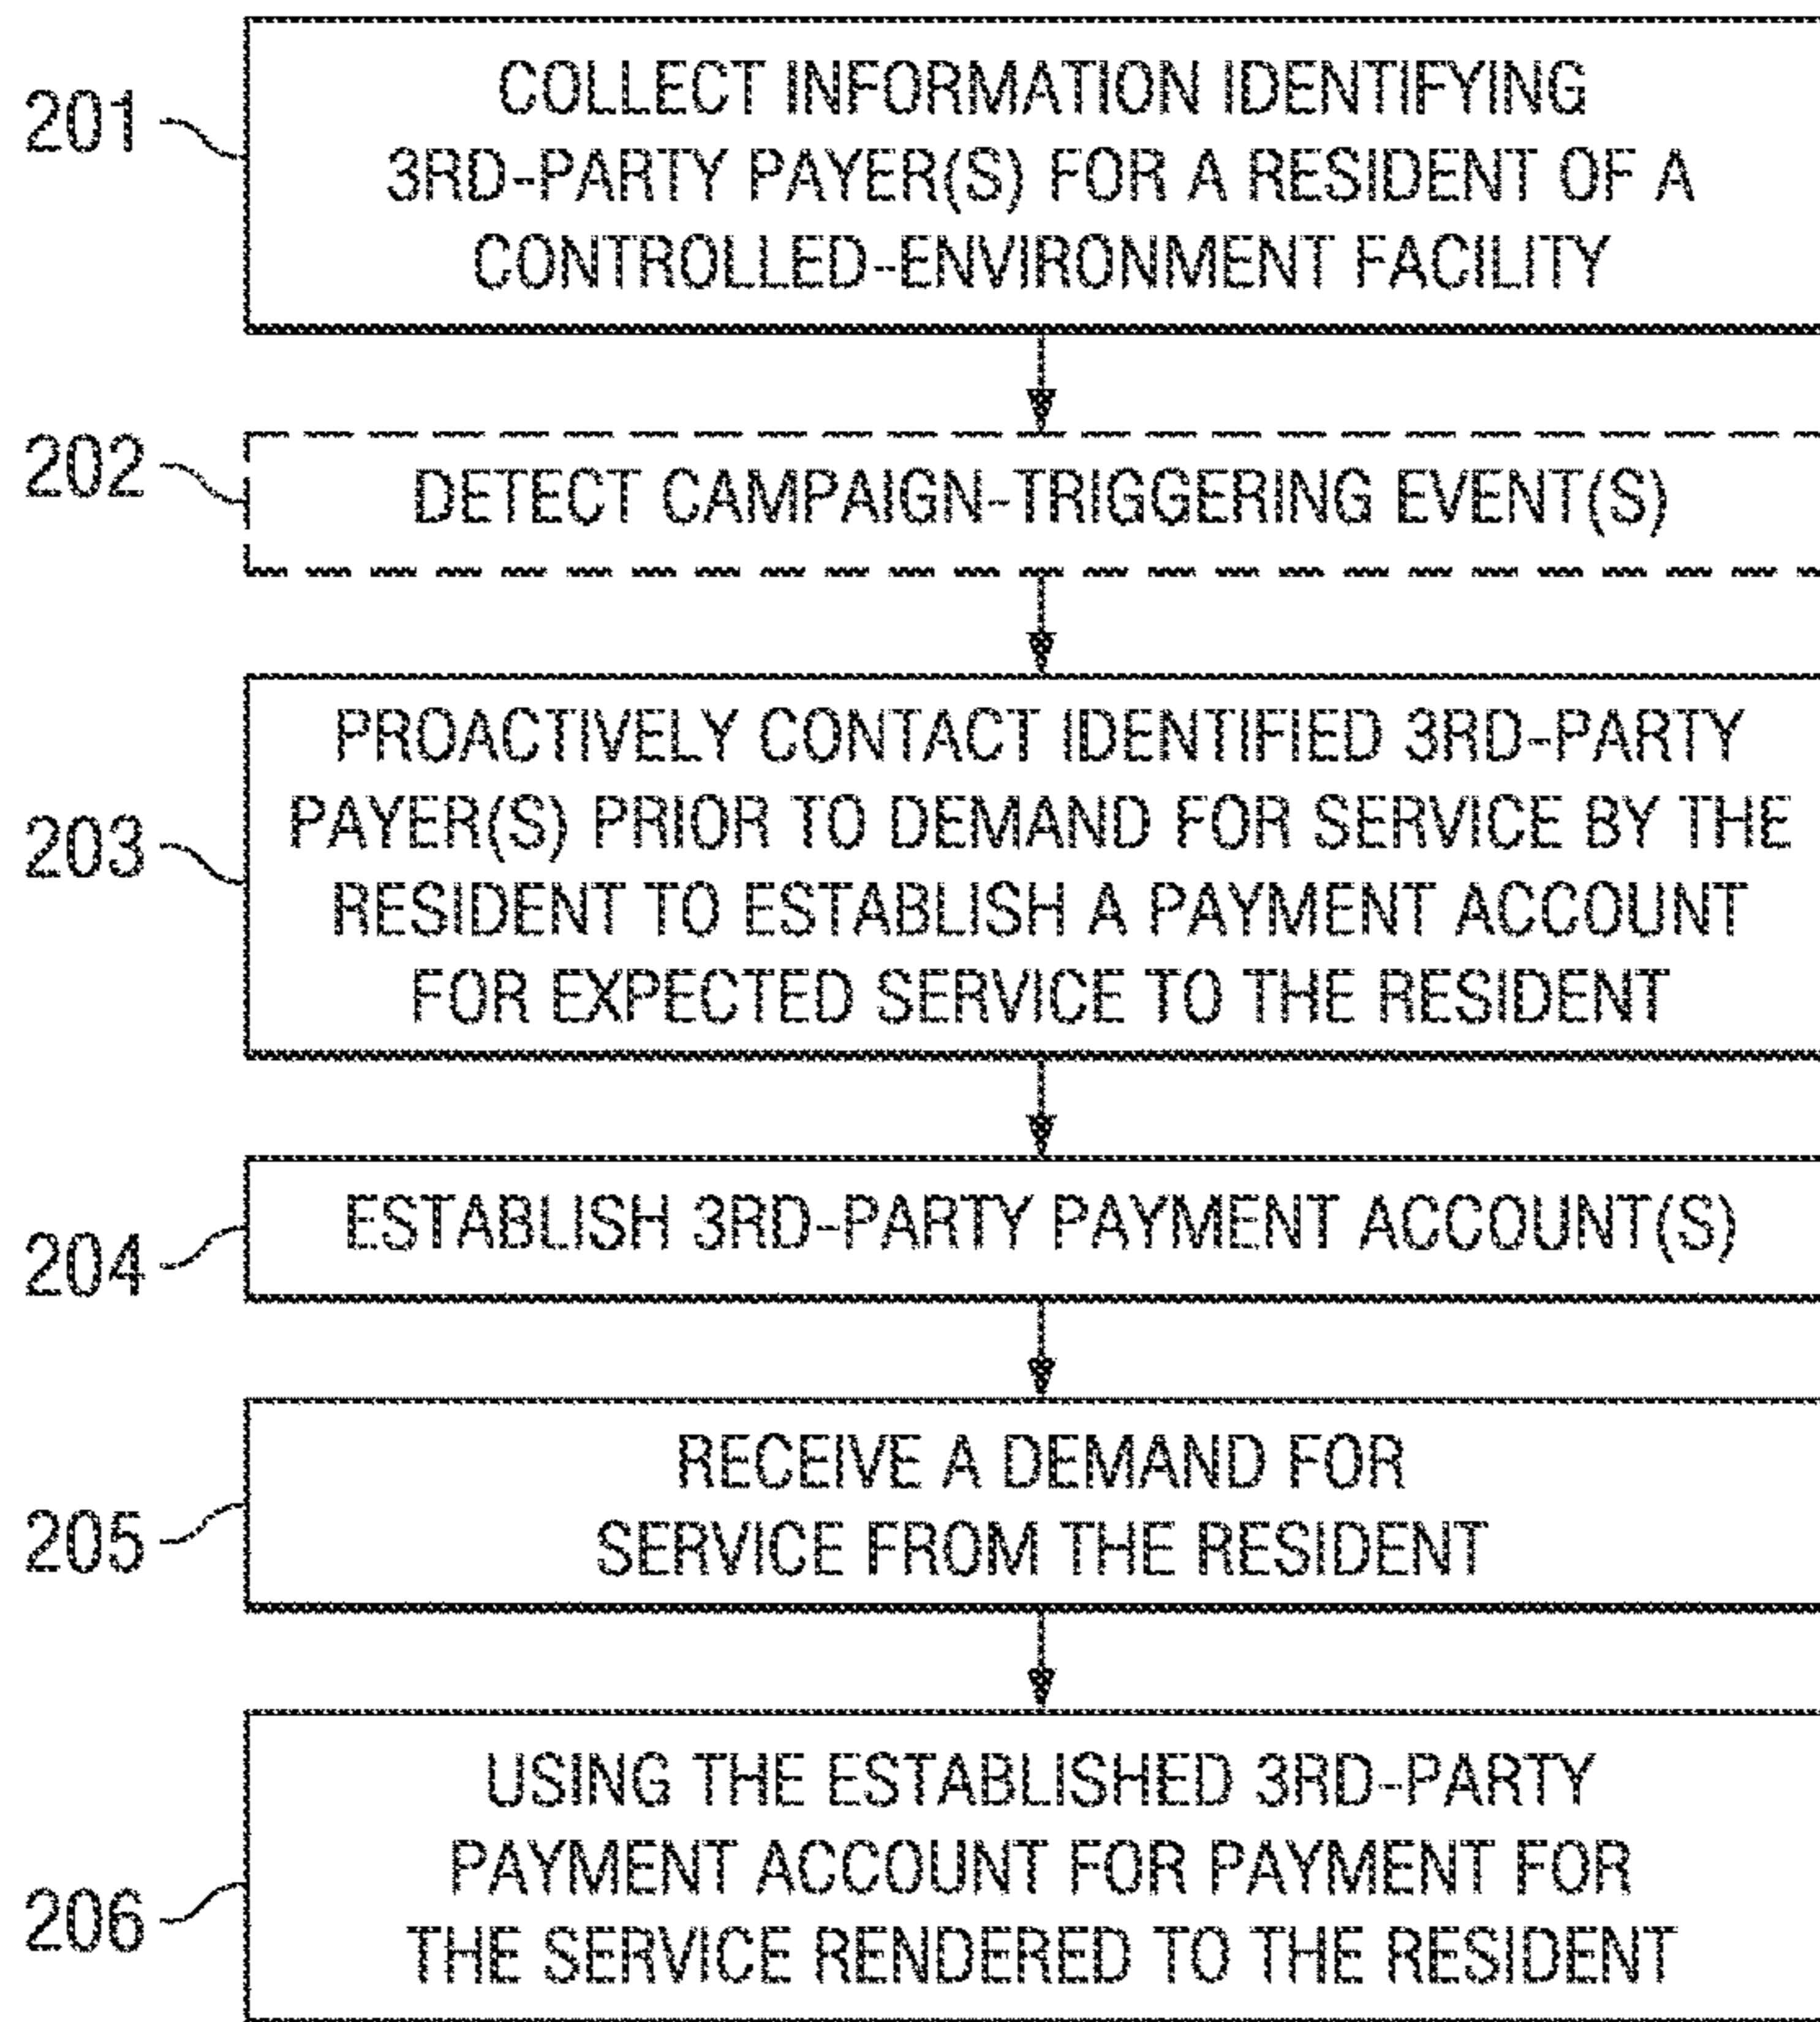 201
COLLECT INFORMATION IDENTIFYING
3RD-PARTY PAYER(S) FOR A RESIDENT OF A
CONTROLLED-ENVIRONMENT FACILITY
202
DETECT CAMPAIGN-TRIGGERING EVENT(S)
203
PROACTIVELY CONTACT IDENTIFIED 3RD-PARTY
PAYER(S) PRIOR TO DEMAND FOR SERVICE BY THE
RESIDENT TO ESTABLISH A PAYMENT ACCOUNT
FOR EXPECTED SERVICE TO THE RESIDENT
204
ESTABLISH 3RD-PARTY PAYMENT ACCOUNT(S)
205
RECEIVE A DEMAND FOR
SERVICE FROM THE RESIDENT
206
USING THE ESTABLISHED 3RD-PARTY
PAYMENT ACCOUNT FOR PAYMENT FOR
THE SERVICE RENDERED TO THE RESIDENT